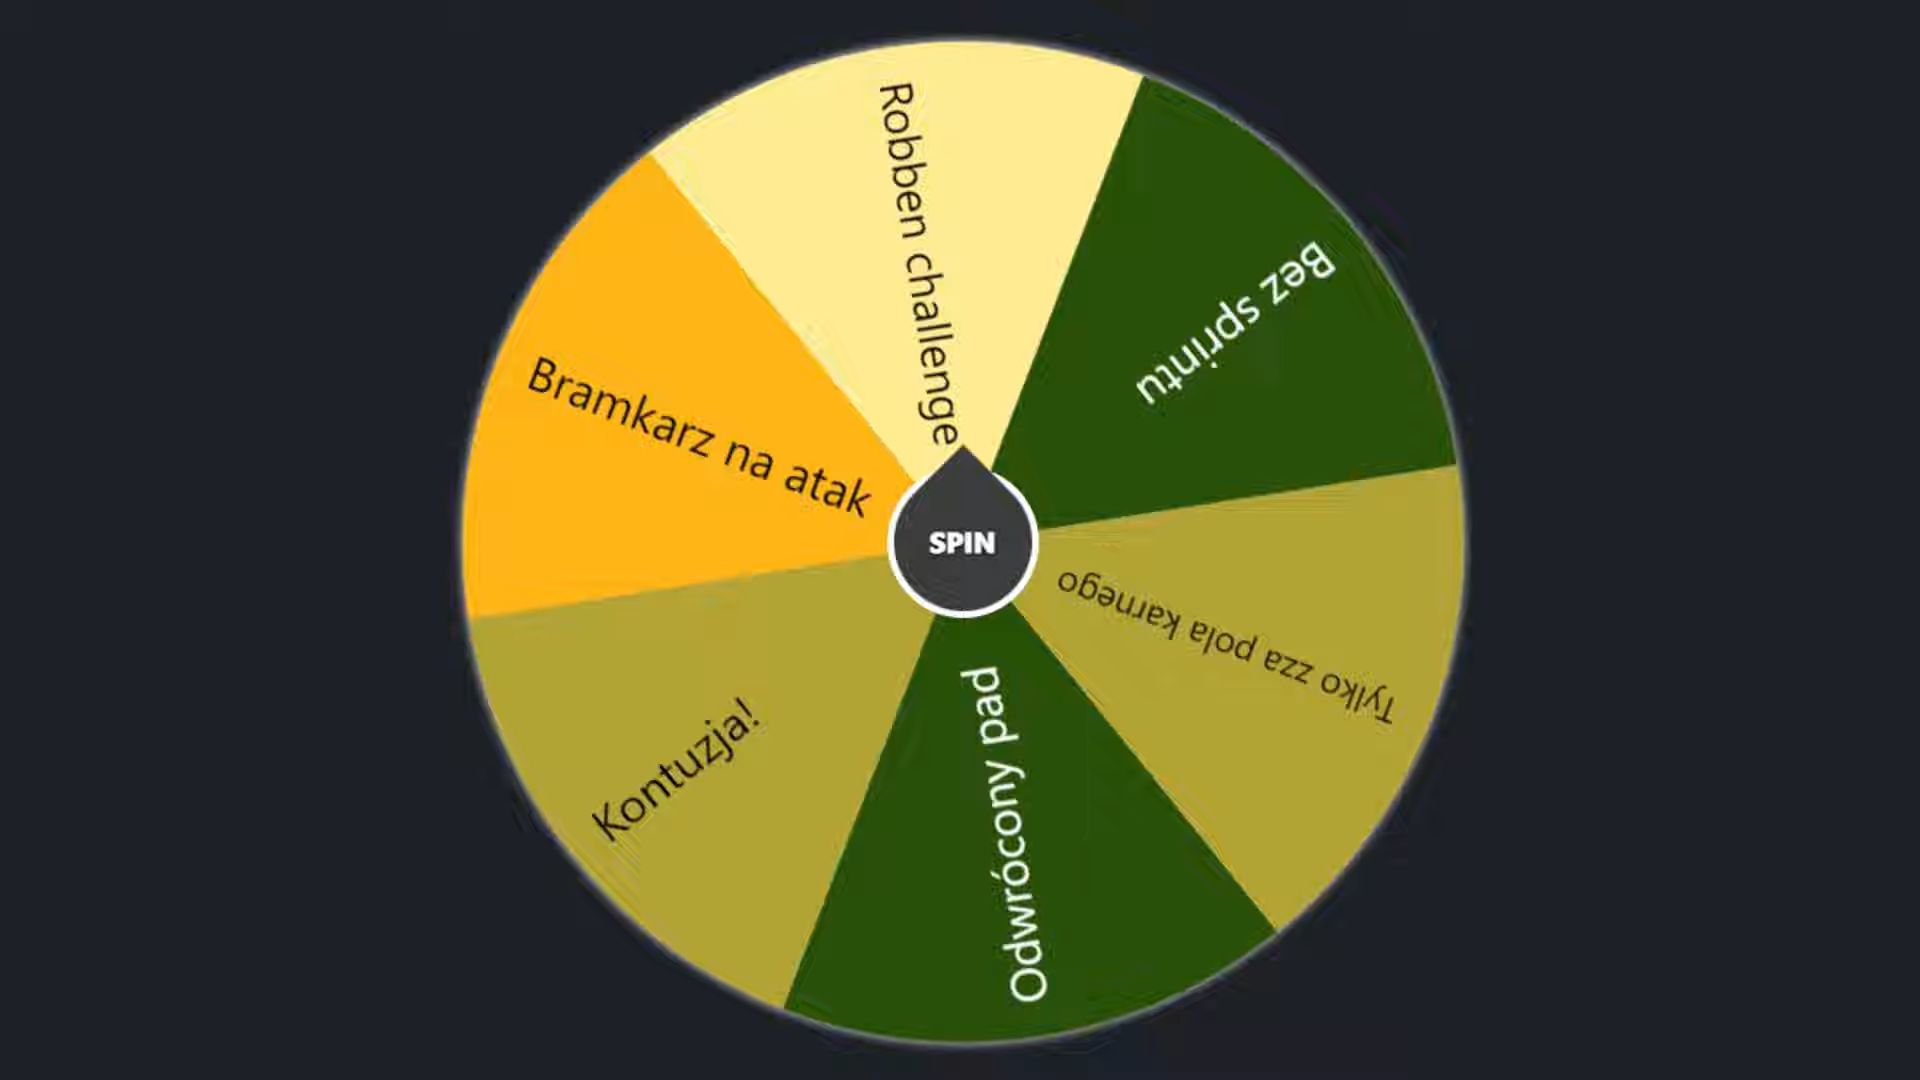 Robben challenge
Bez sprintu
Tylko zza pola karnego
Odwrócony pad
Kontuzja!
Bramkarz na atak
SPIN